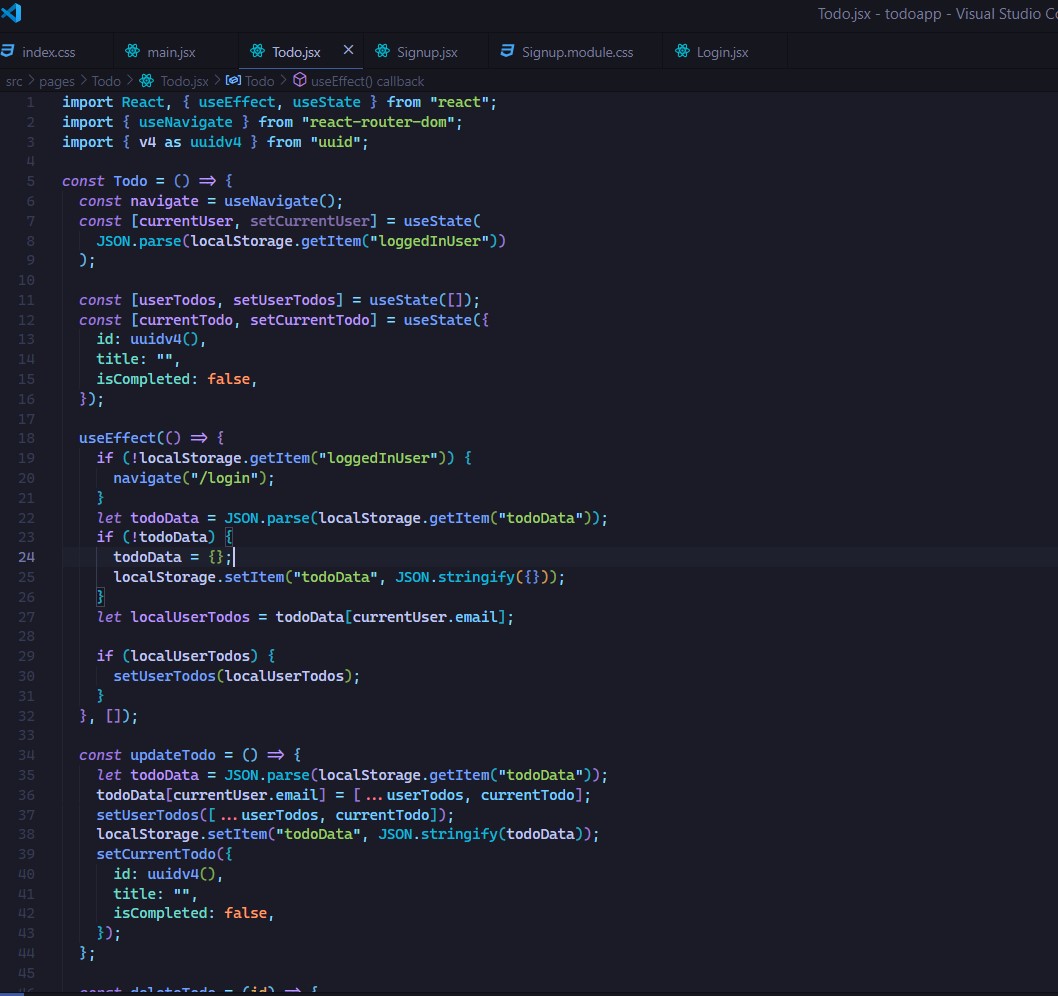 Todo.jsx - todoapp - Visual Studio Co
index.css main.jsx Todo.jsx Signup.jsx Signup.module.css Login.jsx
src > pages > Todo > Todo.jsx > Todo > useEffect() callback
1 import React, { useEffect, useState } from "react";
2 import { useNavigate } from "react-router-dom";
3 import { v4 as uuidv4 } from "uuid";
4
5 const Todo = () => {
6 const navigate = useNavigate();
7 const [currentUser, setCurrentUser] = useState(
8 JSON.parse(localStorage.getItem("loggedInUser"))
9 );
10
11 const [userTodos, setUserTodos] = useState([]);
12 const [currentTodo, setCurrentTodo] = useState({
13 id: uuidv4(),
14 title: "",
15 isCompleted: false,
16 });
17
18 useEffect(() => {
19 if (!localStorage.getItem("loggedInUser")) {
20 navigate("/login");
21 }
22 let todoData = JSON.parse(localStorage.getItem("todoData"));
23 if (!todoData) {
24 todoData = {};
25 localStorage.setItem("todoData", JSON.stringify({}));
26 }
27 let localUserTodos = todoData[currentUser.email];
28
29 if (localUserTodos) {
30 setUserTodos(localUserTodos);
31 }
32 }, []);
33
34 const updateTodo = () => {
35 let todoData = JSON.parse(localStorage.getItem("todoData"));
36 todoData[currentUser.email] = [...userTodos, currentTodo];
37 setUserTodos([...userTodos, currentTodo]);
38 localStorage.setItem("todoData", JSON.stringify(todoData));
39 setCurrentTodo({
40 id: uuidv4(),
41 title: "",
42 isCompleted: false,
43 });
44 };
45
46 const deleteTodo = (id) => {